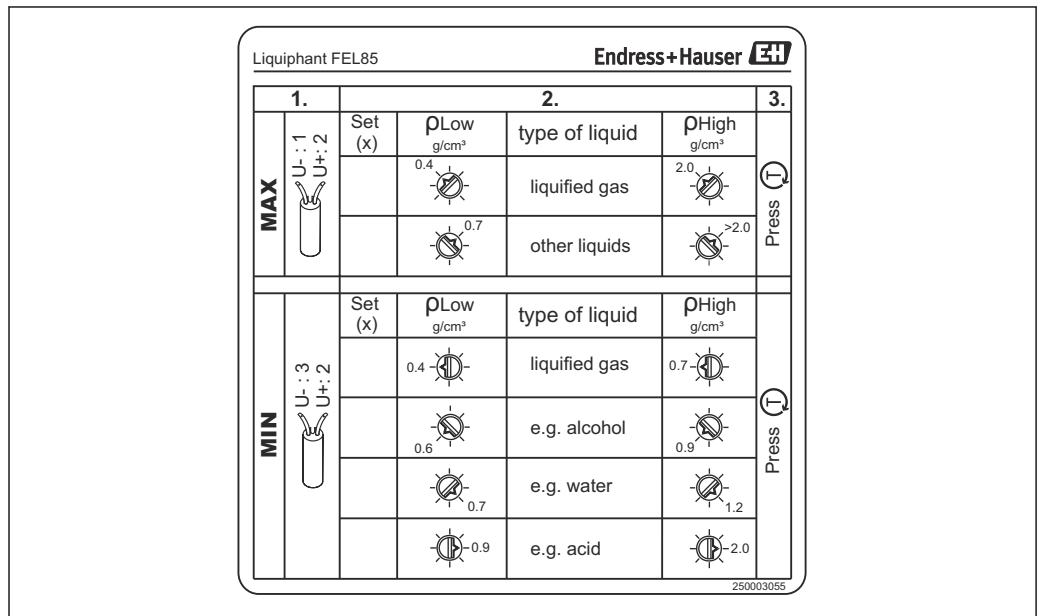 Liquiphant FEL85 Endress+Hauser EH
1. 2. 3.
MAX
U- : 1
U+: 2
Set (x) ρLow g/cm³ type of liquid ρHigh g/cm³
0.4 liquified gas 2.0
0.7 other liquids >2.0
Press T
MIN
U- : 3
U+: 2
Set (x) ρLow g/cm³ type of liquid ρHigh g/cm³
0.4 liquified gas 0.7
0.6 e.g. alcohol 0.9
0.7 e.g. water 1.2
0.9 e.g. acid 2.0
Press T
250003055